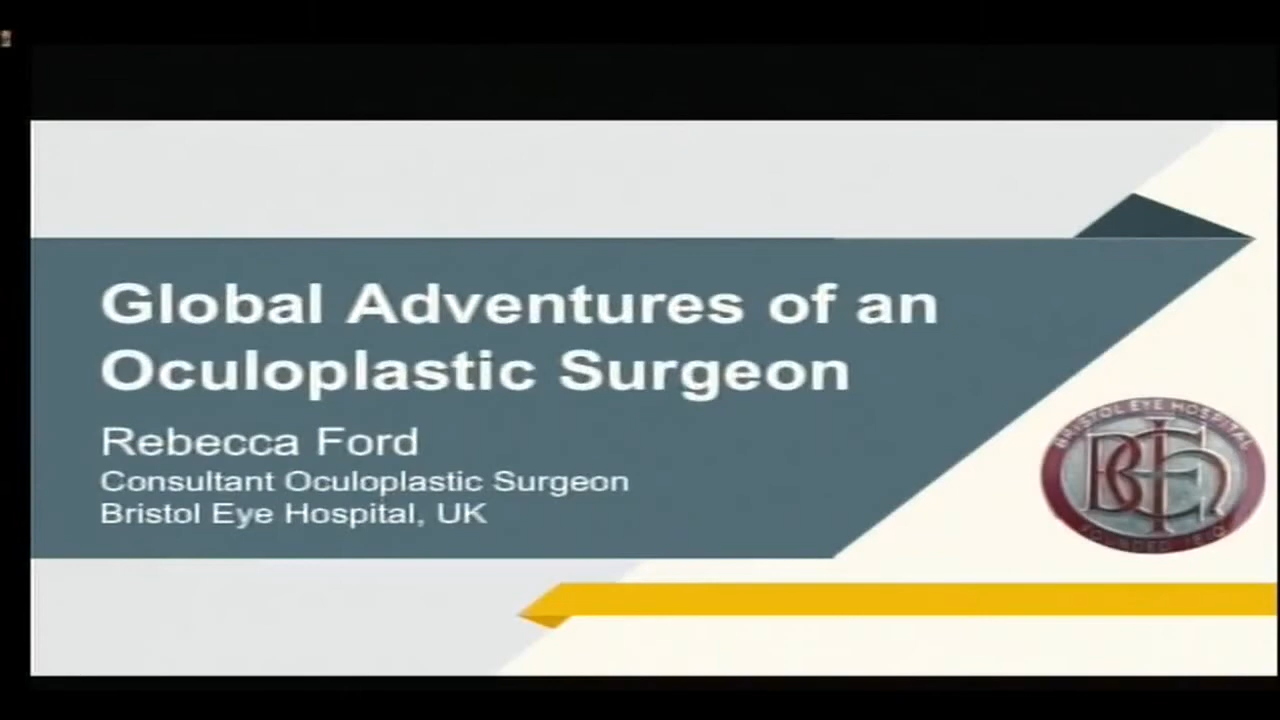 Global Adventures of an
Oculoplastic Surgeon
Rebecca Ford
Consultant Oculoplastic Surgeon
Bristol Eye Hospital, UK
BRISTOL EYE HOSPITAL
BEH